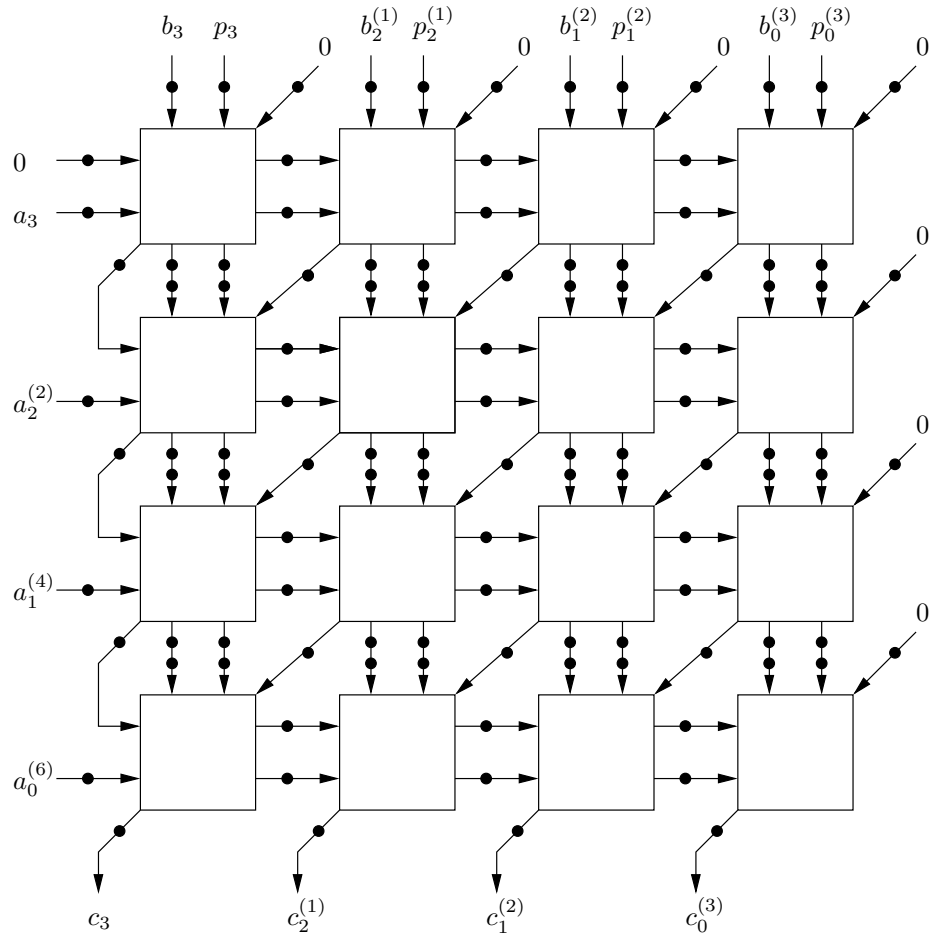 b_3 p_3 b_2^{(1)} p_2^{(1)} b_1^{(2)} p_1^{(2)} b_0^{(3)} p_0^{(3)}
0 0 0 0
0
a_3
0
a_2^{(2)}
0
a_1^{(4)}
0
a_0^{(6)}
c_3 c_2^{(1)} c_1^{(2)} c_0^{(3)}